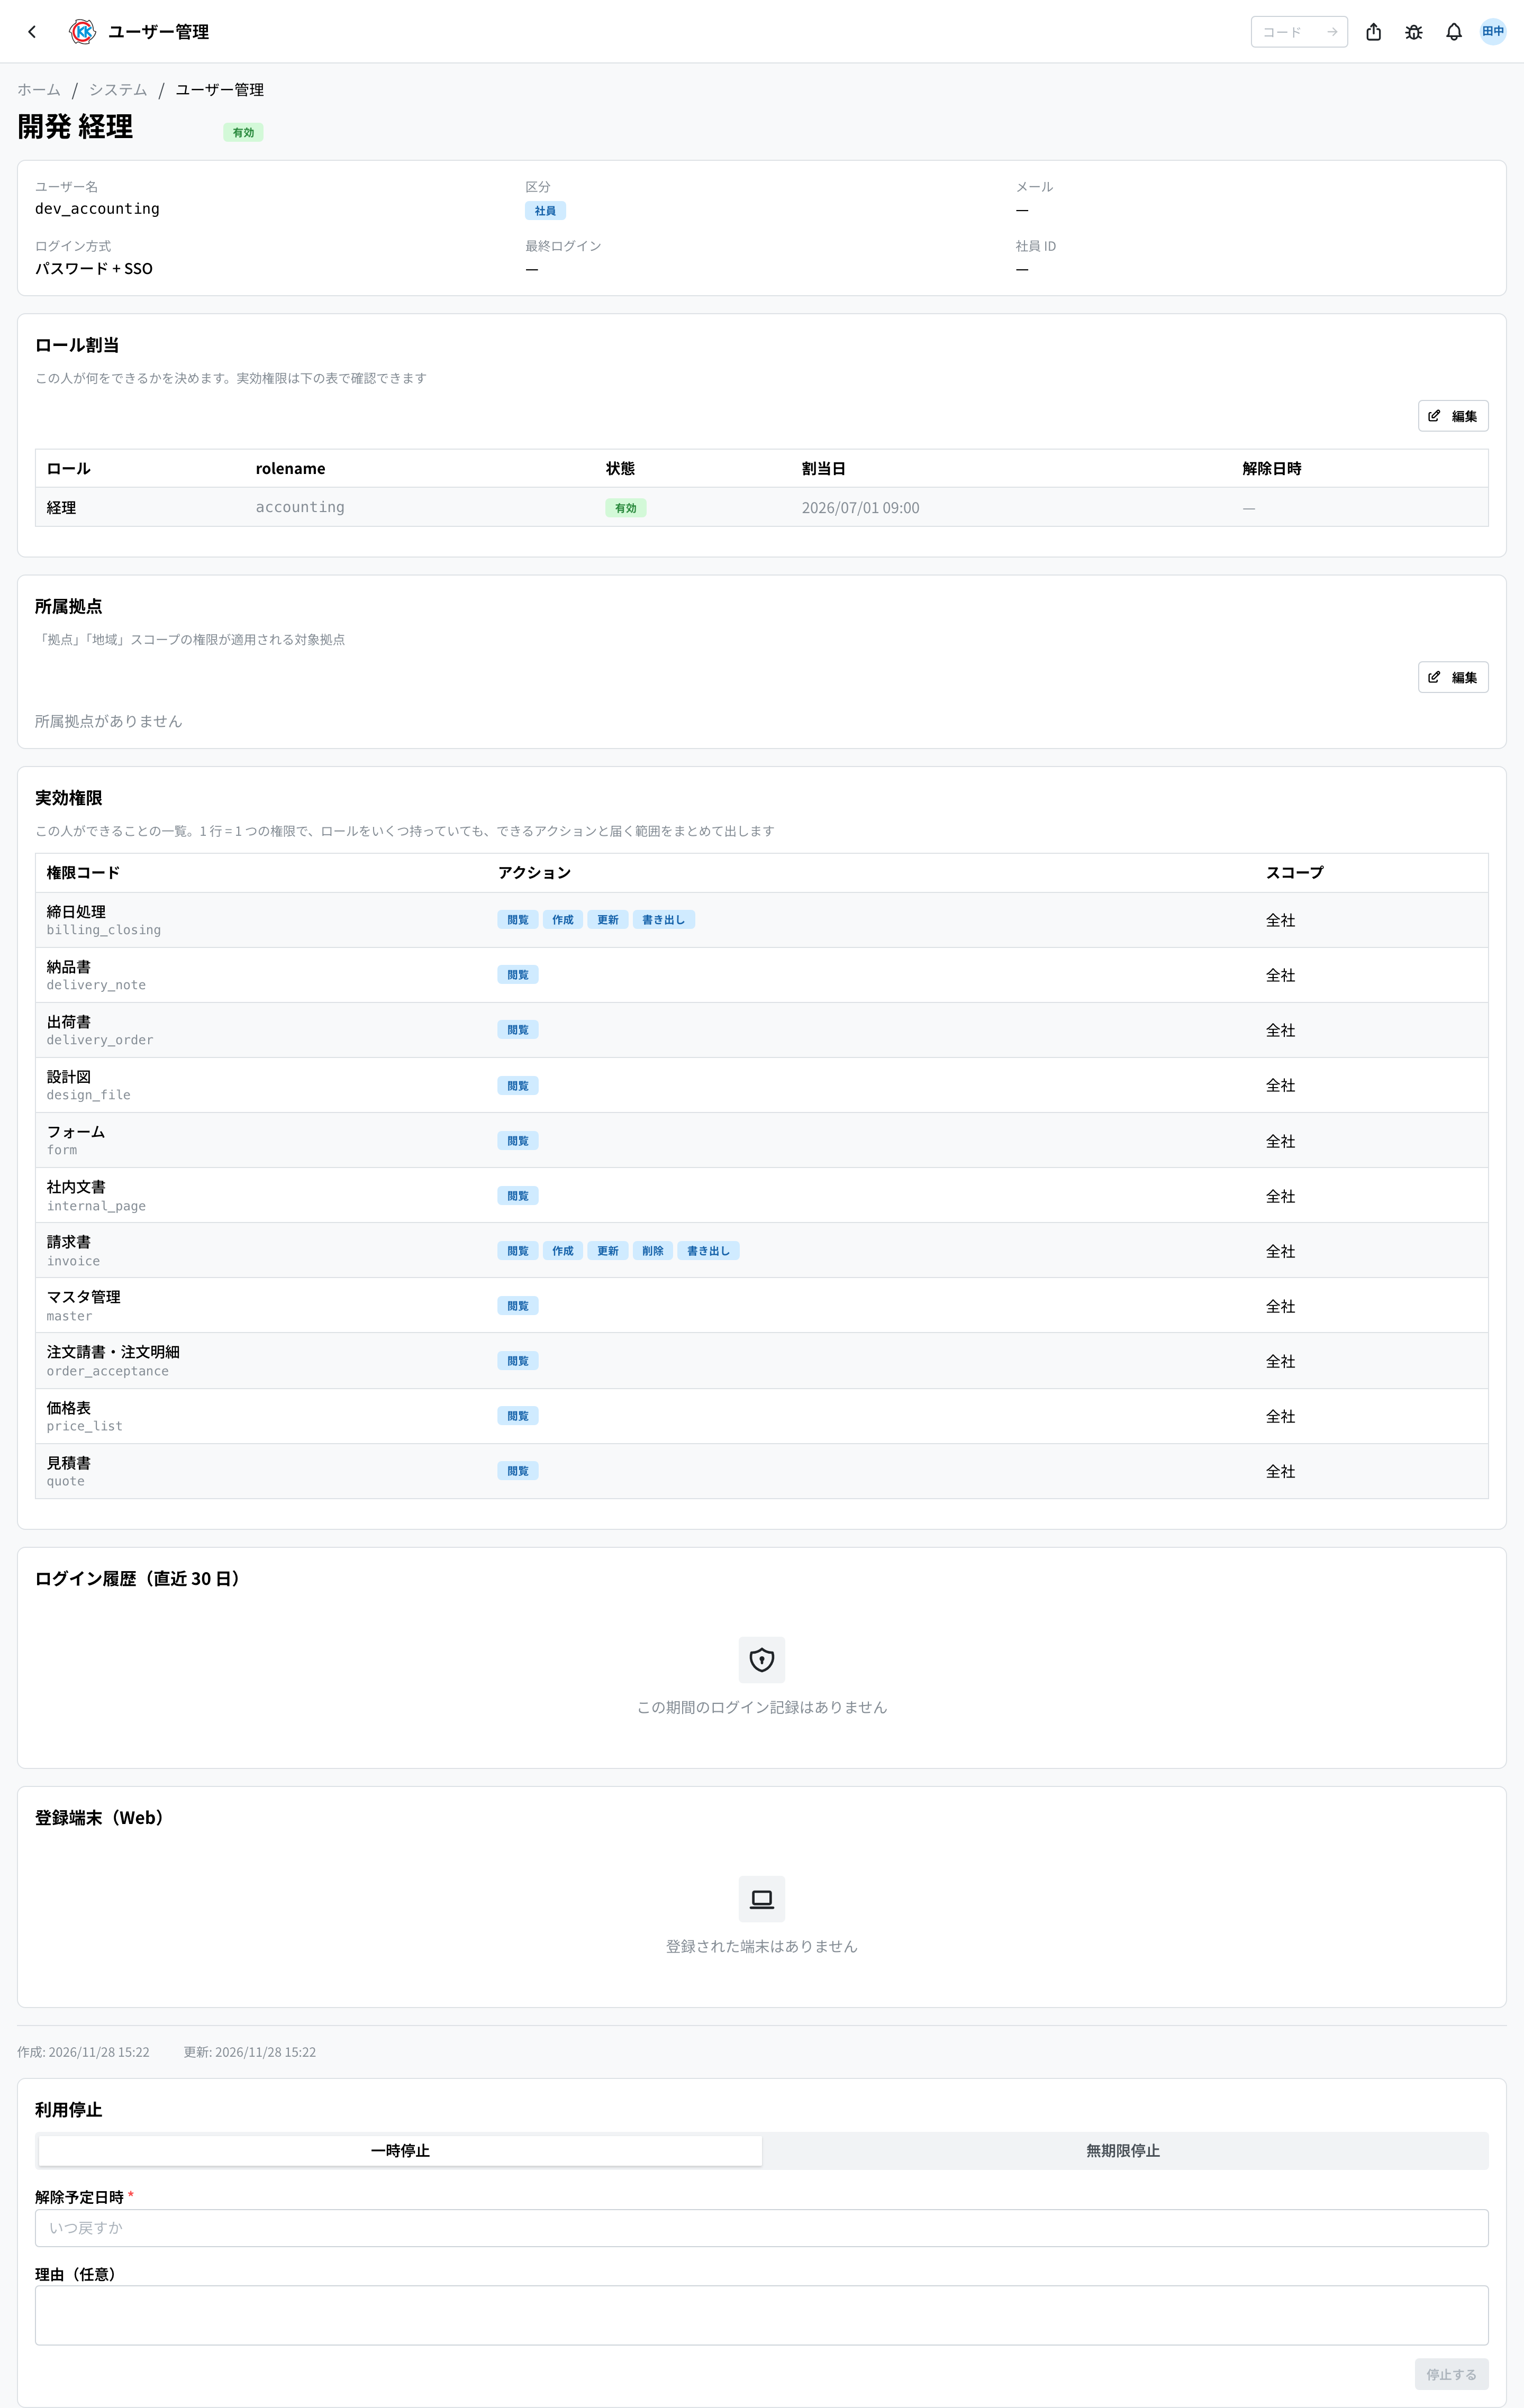 KK ユーザー管理
コード
田中
ホーム / システム / ユーザー管理
開発 経理 有効
ユーザー名 区分 メール
dev_accounting 社員 —
ログイン方式 最終ログイン 社員 ID
パスワード + SSO — —
ロール割当
この人が何をできるかを決めます。実効権限は下の表で確認できます
編集
ロール rolename 状態 割当日 解除日時
経理 accounting 有効 2026/07/01 09:00 —
所属拠点
「拠点」「地域」スコープの権限が適用される対象拠点
編集
所属拠点がありません
実効権限
この人ができることの一覧。1 行 = 1 つの権限で、ロールをいくつ持っていても、できるアクションと届く範囲をまとめて出します
権限コード アクション スコープ
締日処理
billing_closing 閲覧 作成 更新 書き出し 全社
納品書
delivery_note 閲覧 全社
出荷書
delivery_order 閲覧 全社
設計図
design_file 閲覧 全社
フォーム
form 閲覧 全社
社内文書
internal_page 閲覧 全社
請求書
invoice 閲覧 作成 更新 削除 書き出し 全社
マスタ管理
master 閲覧 全社
注文請書・注文明細
order_acceptance 閲覧 全社
価格表
price_list 閲覧 全社
見積書
quote 閲覧 全社
ログイン履歴（直近 30 日）
この期間のログイン記録はありません
登録端末（Web）
登録された端末はありません
作成: 2026/11/28 15:22 更新: 2026/11/28 15:22
利用停止
一時停止 無期限停止
解除予定日時 *
いつ戻すか
理由（任意）
停止する